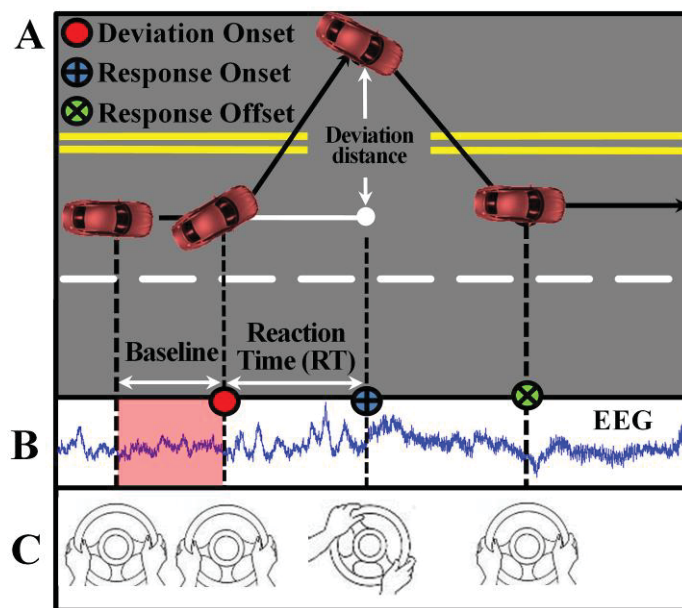 A
Deviation Onset
Response Onset
Response Offset
Deviation
distance
Baseline
Reaction
Time (RT)
B
EEG
C